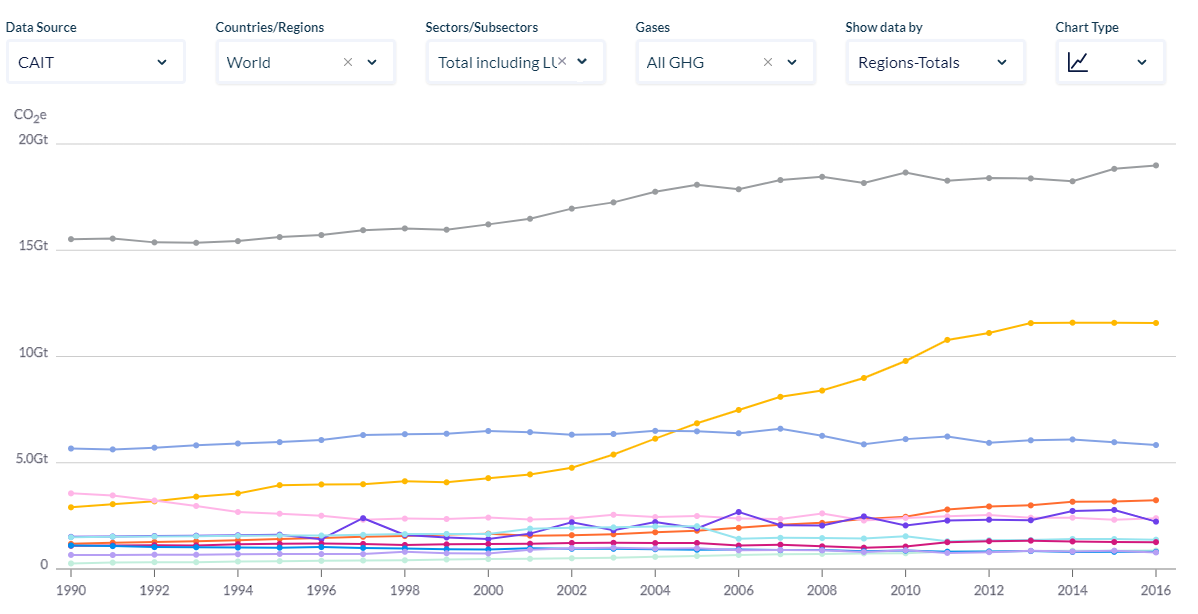 Data Source Countries/Regions Sectors/Subsectors Gases Show data by Chart Type
CAIT World Total including LU All GHG Regions-Totals
CO2e
20Gt
15Gt
10Gt
5.0Gt
0
1990 1992 1994 1996 1998 2000 2002 2004 2006 2008 2010 2012 2014 2016